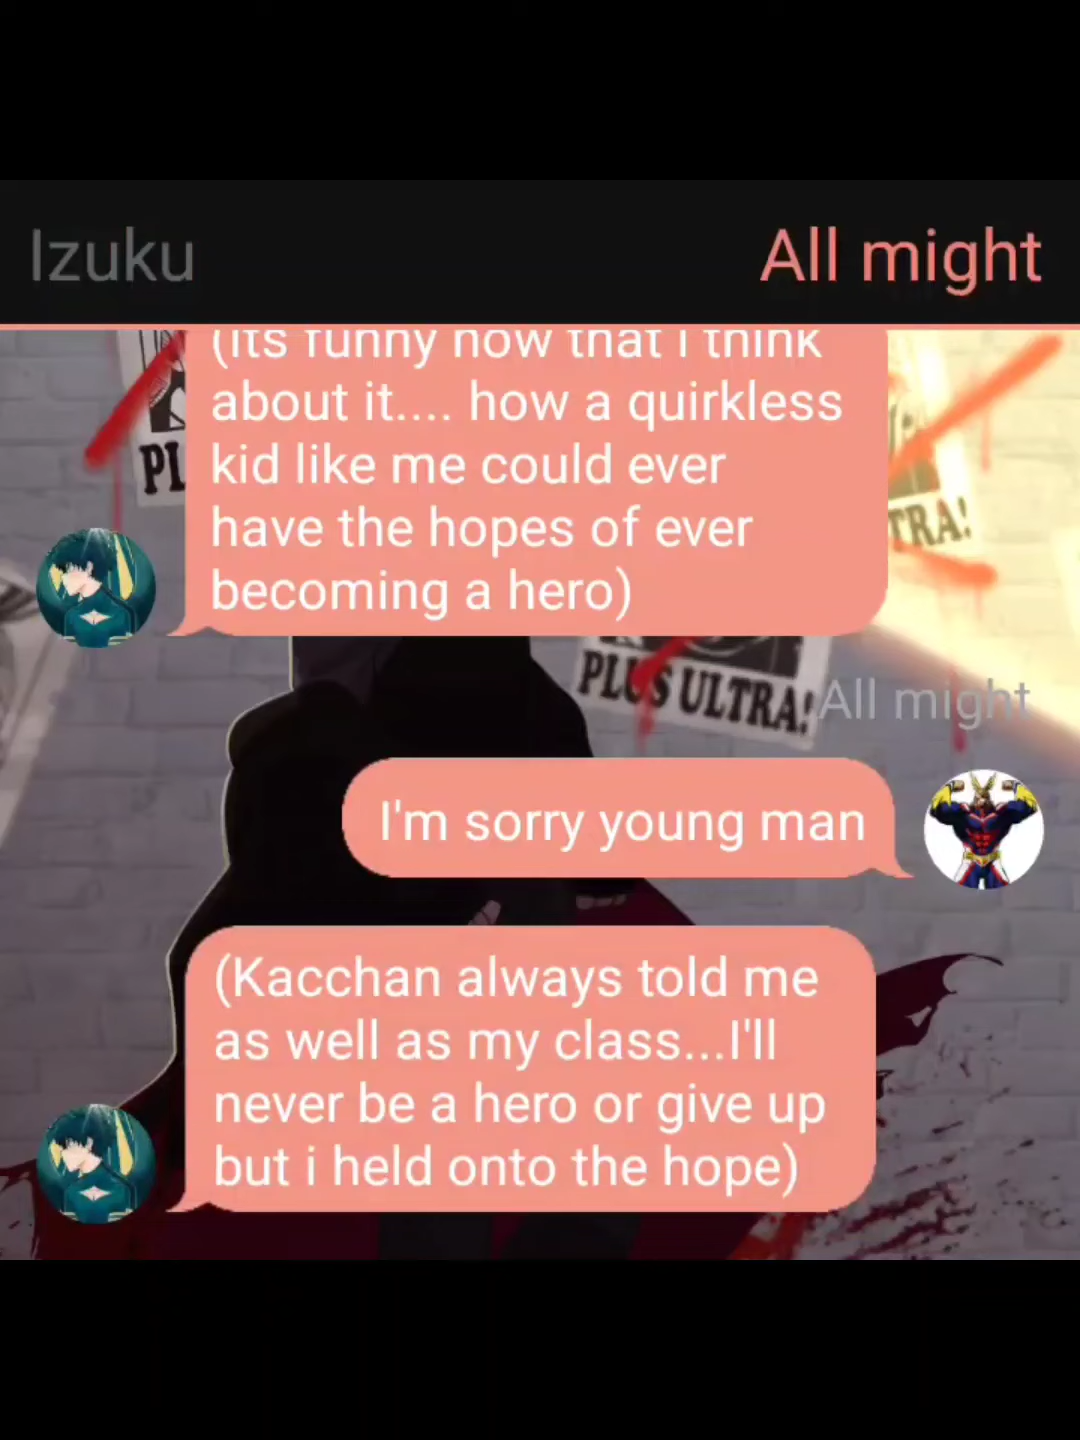 Izuku
All might
(Its funny now that i think
about it.... how a quirkless
kid like me could ever
have the hopes of ever
becoming a hero)
PL
TRA!
PLUS ULTRA!
All might
I'm sorry young man
(Kacchan always told me
as well as my class...I'll
never be a hero or give up
but i held onto the hope)